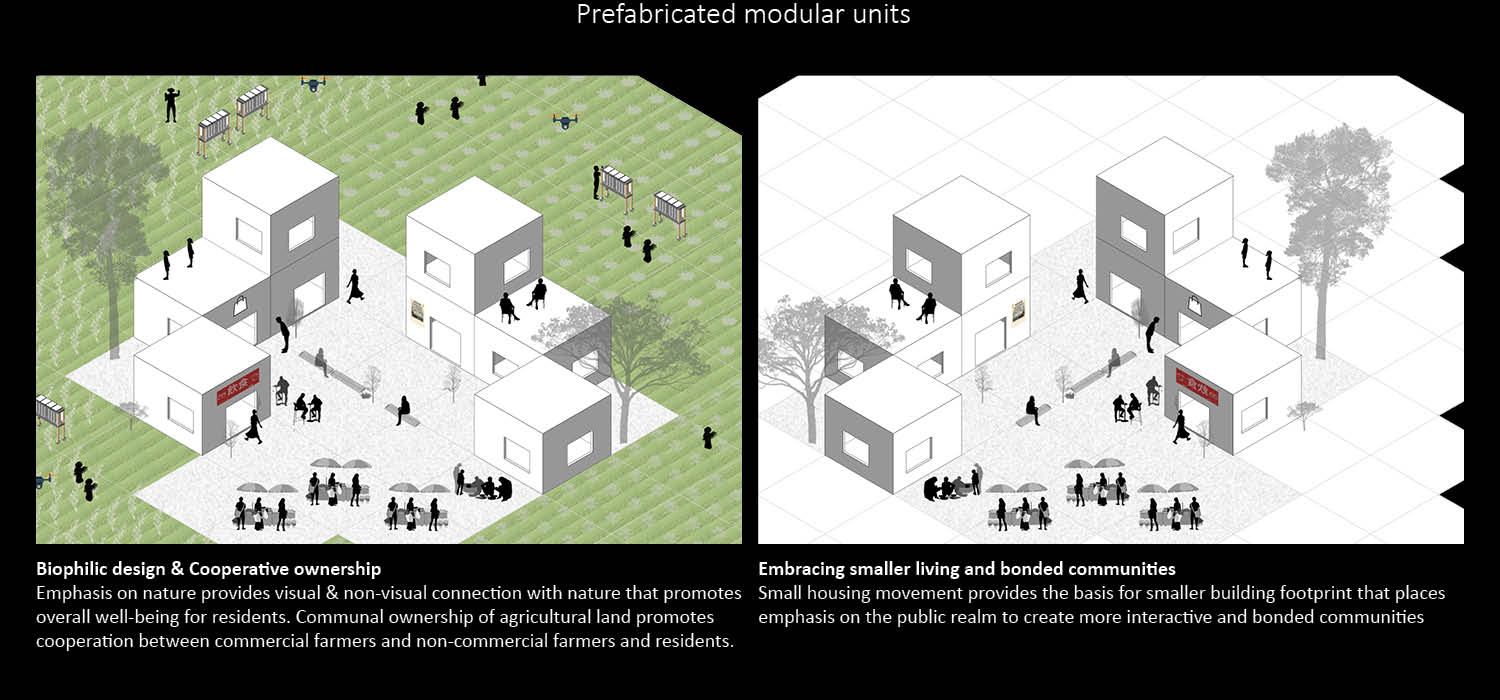 Prefabricated modular units
飲食
Biophilic design & Cooperative ownership
Emphasis on nature provides visual & non-visual connection with nature that promotes
overall well-being for residents. Communal ownership of agricultural land promotes
cooperation between commercial farmers and non-commercial farmers and residents.
Embracing smaller living and bonded communities
Small housing movement provides the basis for smaller building footprint that places
emphasis on the public realm to create more interactive and bonded communities